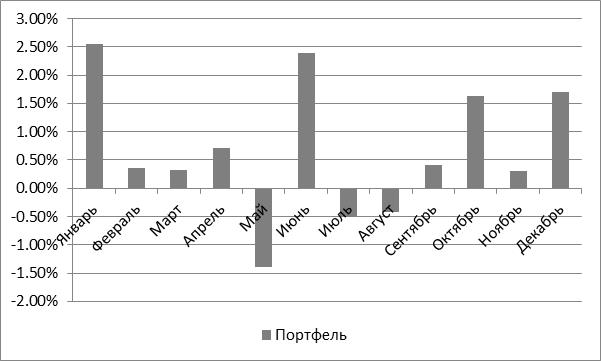 3.00%
2.50%
2.00%
1.50%
1.00%
0.50%
0.00%
-0.50%
-1.00%
-1.50%
-2.00%
Январь
Февраль
Март
Апрель
Май
Июнь
Июль
Август
Сентябрь
Октябрь
Ноябрь
Декабрь
Портфель